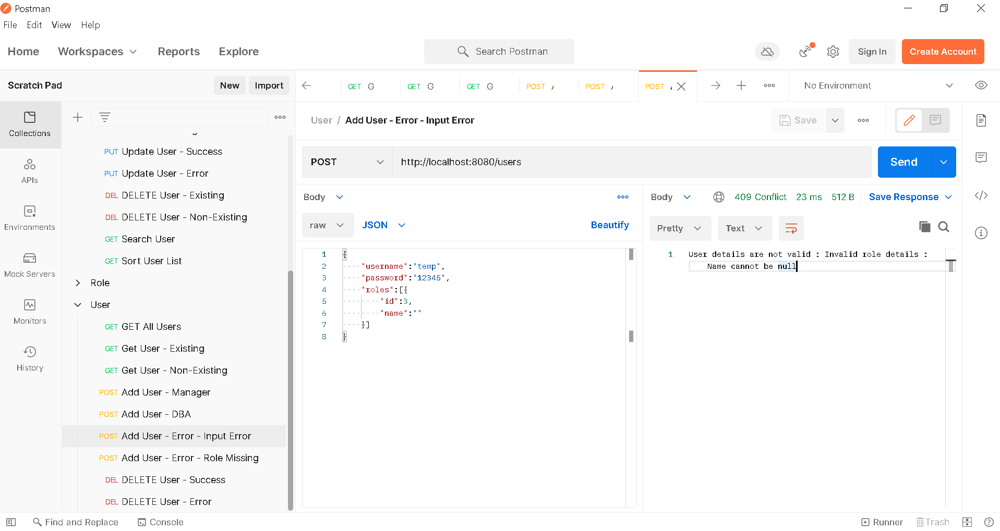 Postman
File Edit View Help
Home Workspaces Reports Explore
Search Postman
Sign In
Create Account
Scratch Pad
New Import
GET G
GET G
GET G
POST
POST
POST
No Environment
Collections
APIs
Environments
Mock Servers
Monitors
History
PUT Update User - Success
PUT Update User - Error
DEL DELETE User - Existing
DEL DELETE User - Non-Existing
GET Search User
GET Sort User List
Role
User
GET GET All Users
GET Get User - Existing
GET Get User - Non-Existing
POST Add User - Manager
POST Add User - DBA
POST Add User - Error - Input Error
POST Add User - Error - Role Missing
DEL DELETE User - Success
DEL DELETE User - Error
User / Add User - Error - Input Error
Save
POST http://localhost:8080/users
Send
Body
raw JSON
Beautify
1 {
2 "username":"temp",
3 "password":"12345",
4 "roles":[{
5 "id":3,
6 "name":""
7 }]
8 }
Body 409 Conflict 23 ms 512 B Save Response
Pretty Text
1 User details are not valid : Invalid role details :
Name cannot be null
Find and Replace Console
Runner Trash